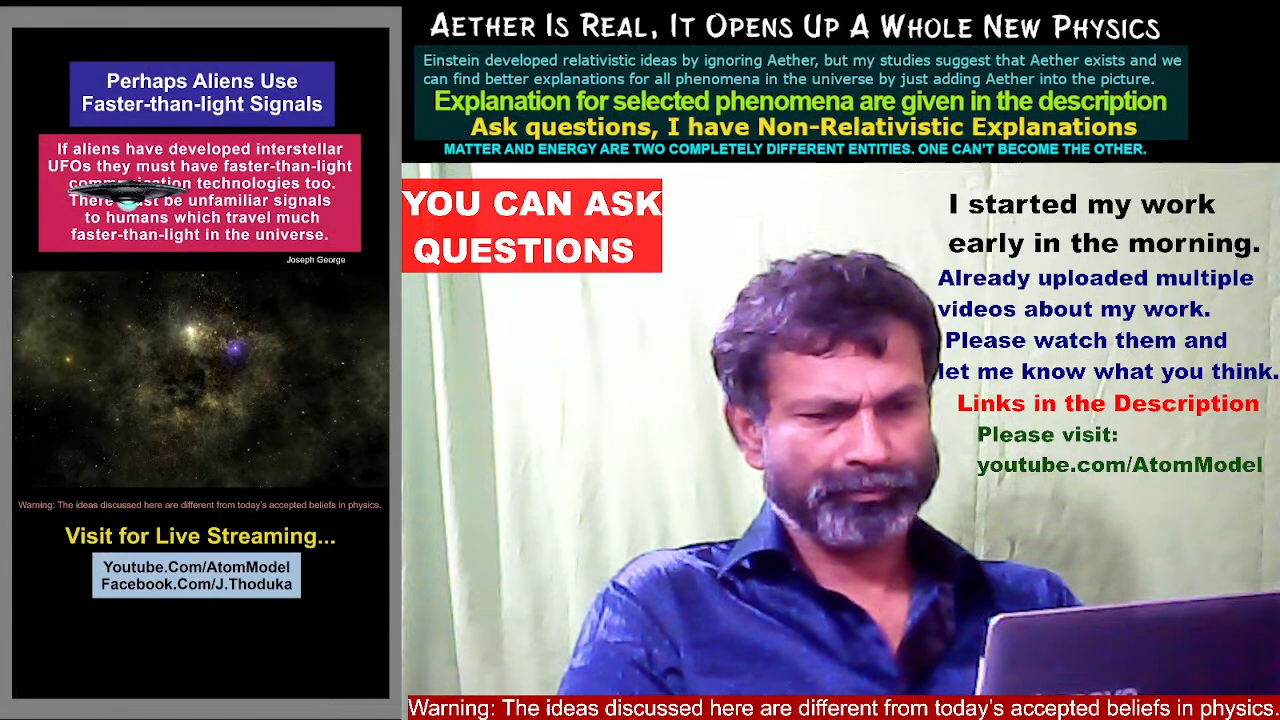 Perhaps Aliens Use
Faster-than-light Signals
If aliens have developed interstellar
UFOs they must have faster-than-light
technologies too.
be unfamiliar signals
to humans which travel much
faster-than-light in the universe.
Joseph George
Warning: The ideas discussed here are different from today's accepted beliefs in physics.
Visit for Live Streaming...
Youtube.Com/AtomModel
Facebook.Com/J.Thoduka
Aether Is Real, It Opens Up A Whole New Physics
Einstein developed relativistic ideas by ignoring Aether, but my studies suggest that Aether exists and we
can find better explanations for all phenomena in the universe by just adding Aether into the picture.
Explanation for selected phenomena are given in the description
Ask questions, I have Non-Relativistic Explanations
MATTER AND ENERGY ARE TWO COMPLETELY DIFFERENT ENTITIES. ONE CAN'T BECOME THE OTHER.
YOU CAN ASK
QUESTIONS
I started my work
early in the morning.
Already uploaded multiple
videos about my work.
Please watch them and
let me know what you think.
Links in the Description
Please visit:
youtube.com/AtomModel
Warning: The ideas discussed here are different from today's accepted beliefs in physics.